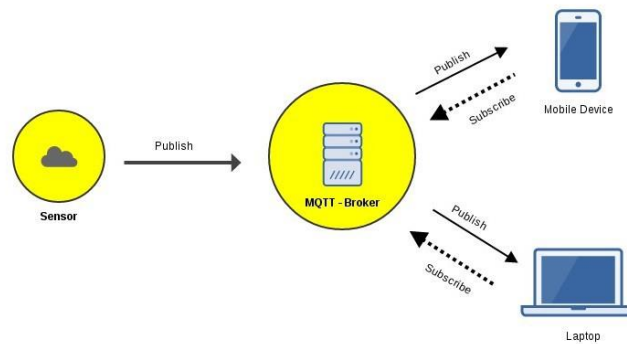 Publish
Mobile Device
Subscribe
Publish
Sensor
MQTT - Broker
Publish
Subscribe
Laptop